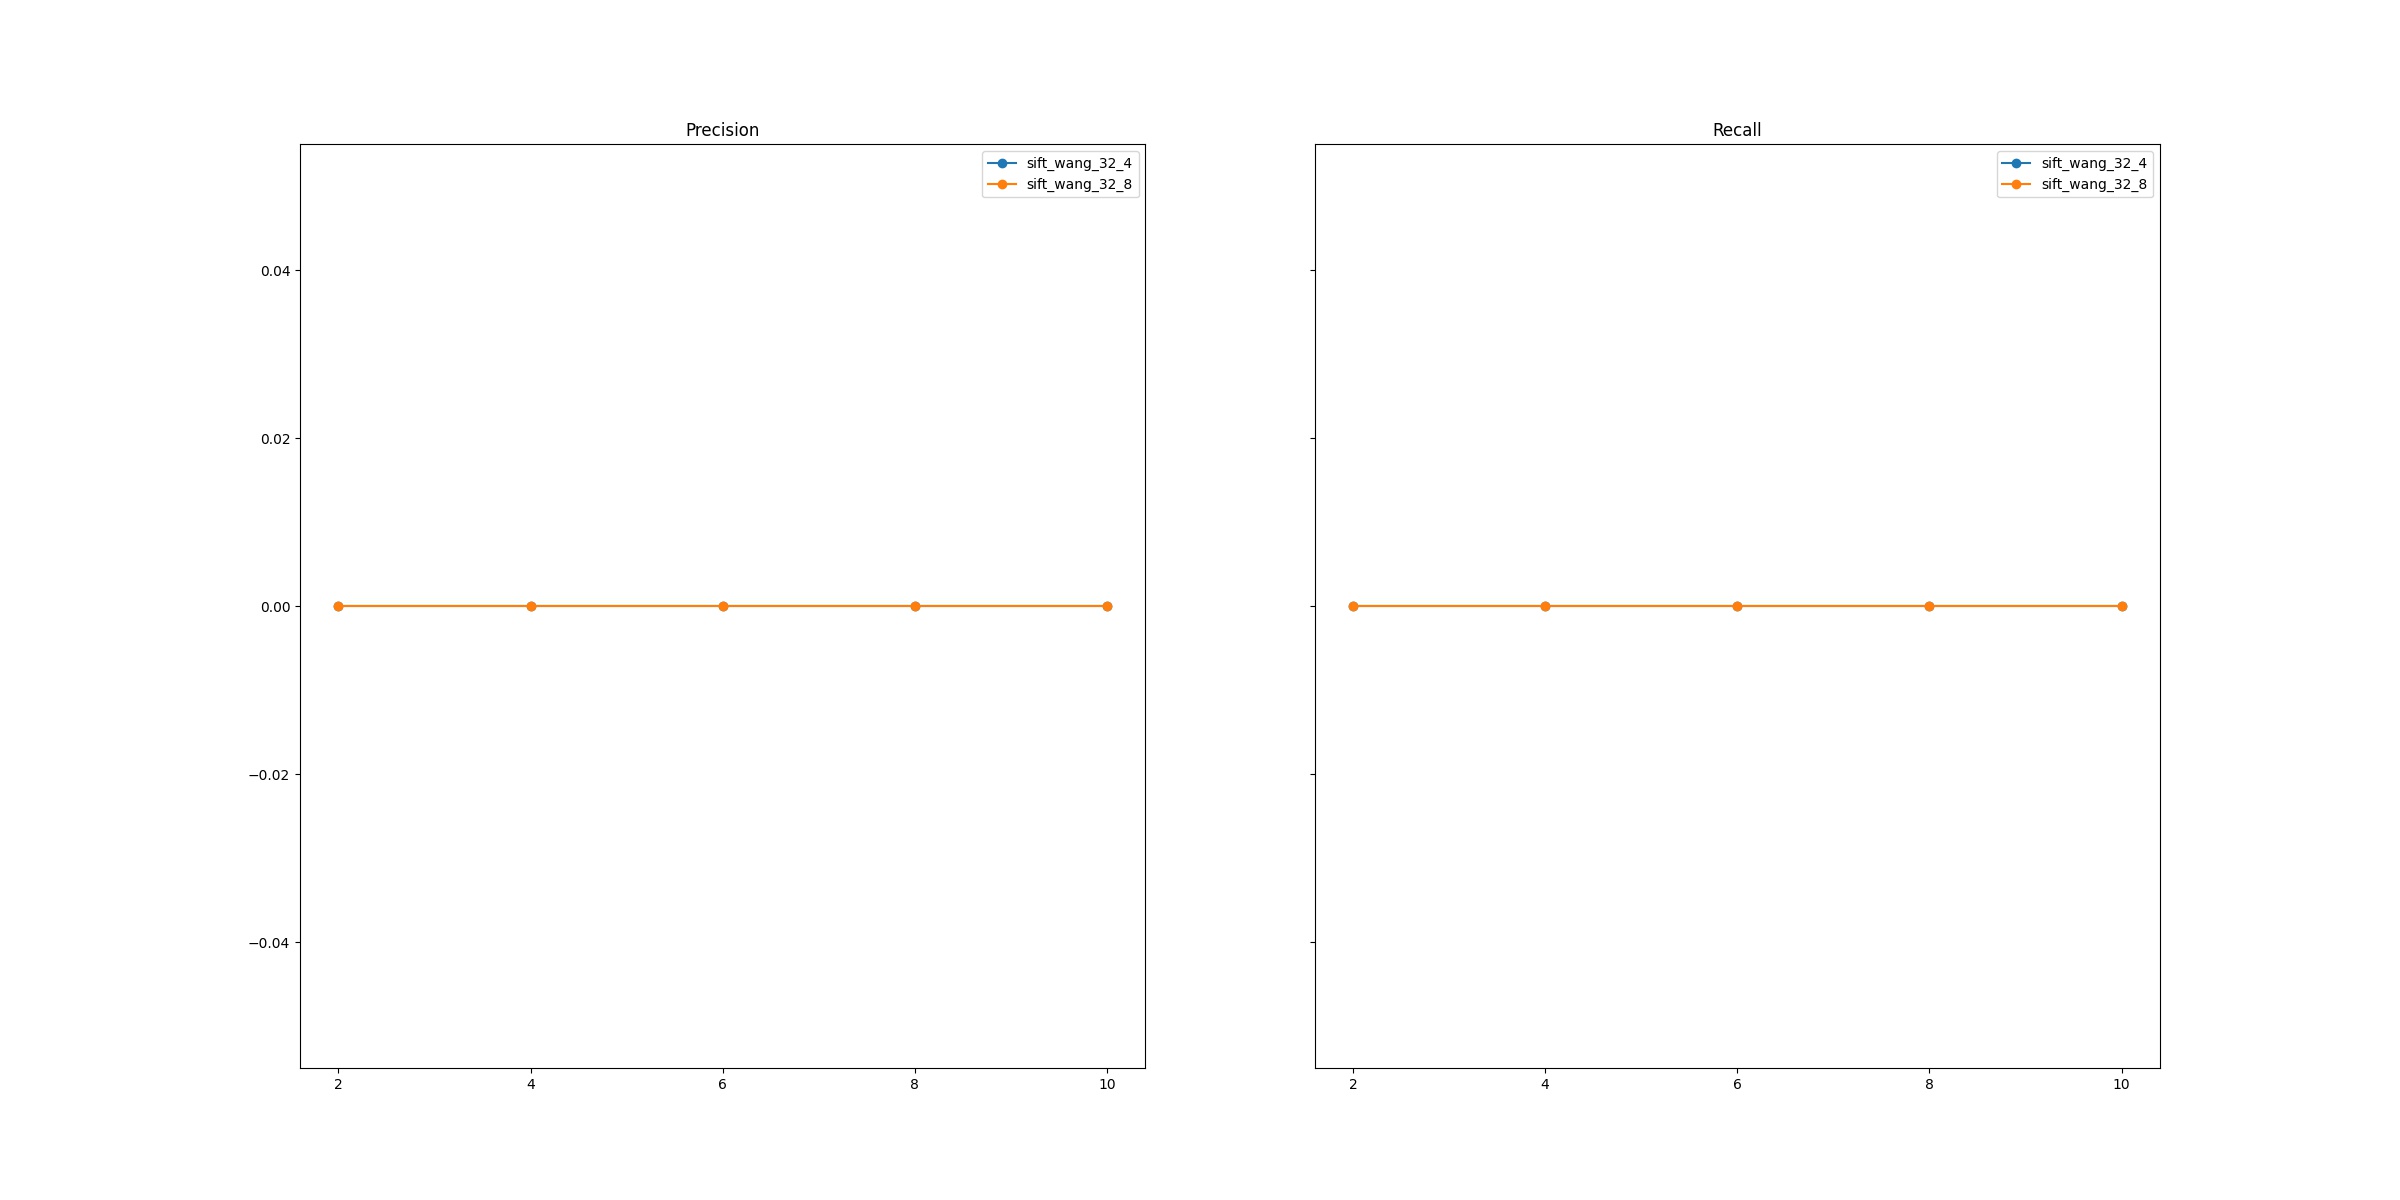 Precision
sift_wang_32_4
sift_wang_32_8
0.04
0.02
0.00
−0.02
−0.04
2 4 6 8 10
Recall
sift_wang_32_4
sift_wang_32_8
2 4 6 8 10